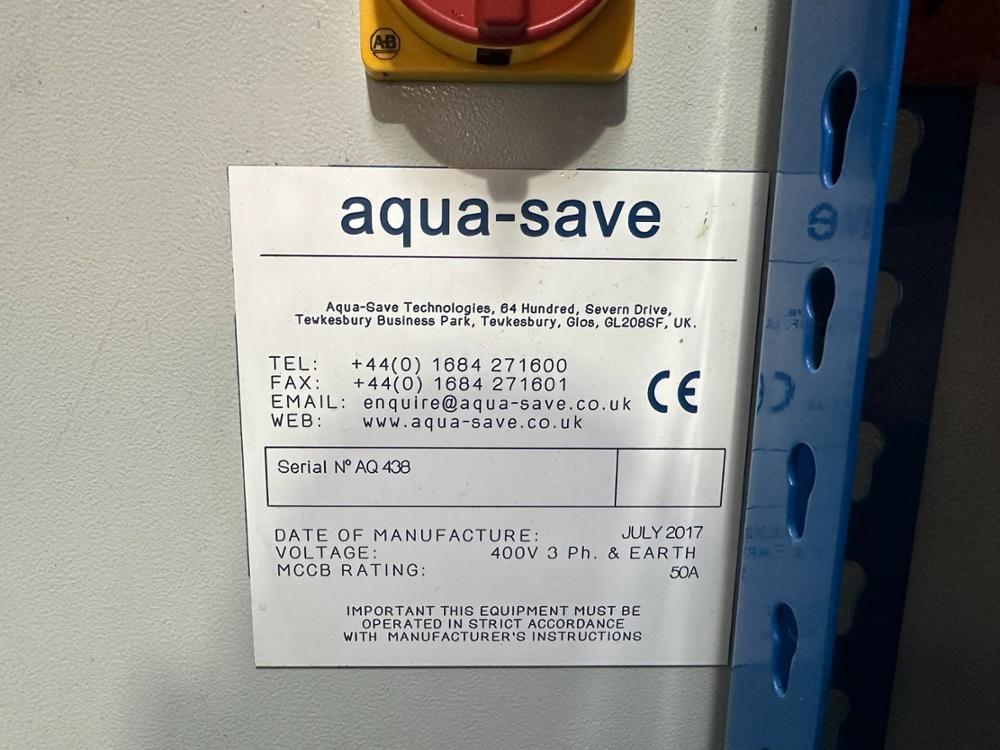 AB
aqua-save
Aqua-Save Technologies, 64 Hundred, Severn Drive,
Tewkesbury Business Park, Tewkesbury, Glos, GL208SF, UK.
TEL: +44(0) 1684 271600
FAX: +44(0) 1684 271601
EMAIL: enquire@aqua-save.co.uk
WEB: www.aqua-save.co.uk
CE
Serial Nº AQ 438
DATE OF MANUFACTURE: JULY 2017
VOLTAGE: 400V 3 Ph. & EARTH
MCCB RATING: 50A
IMPORTANT THIS EQUIPMENT MUST BE
OPERATED IN STRICT ACCORDANCE
WITH MANUFACTURER'S INSTRUCTIONS